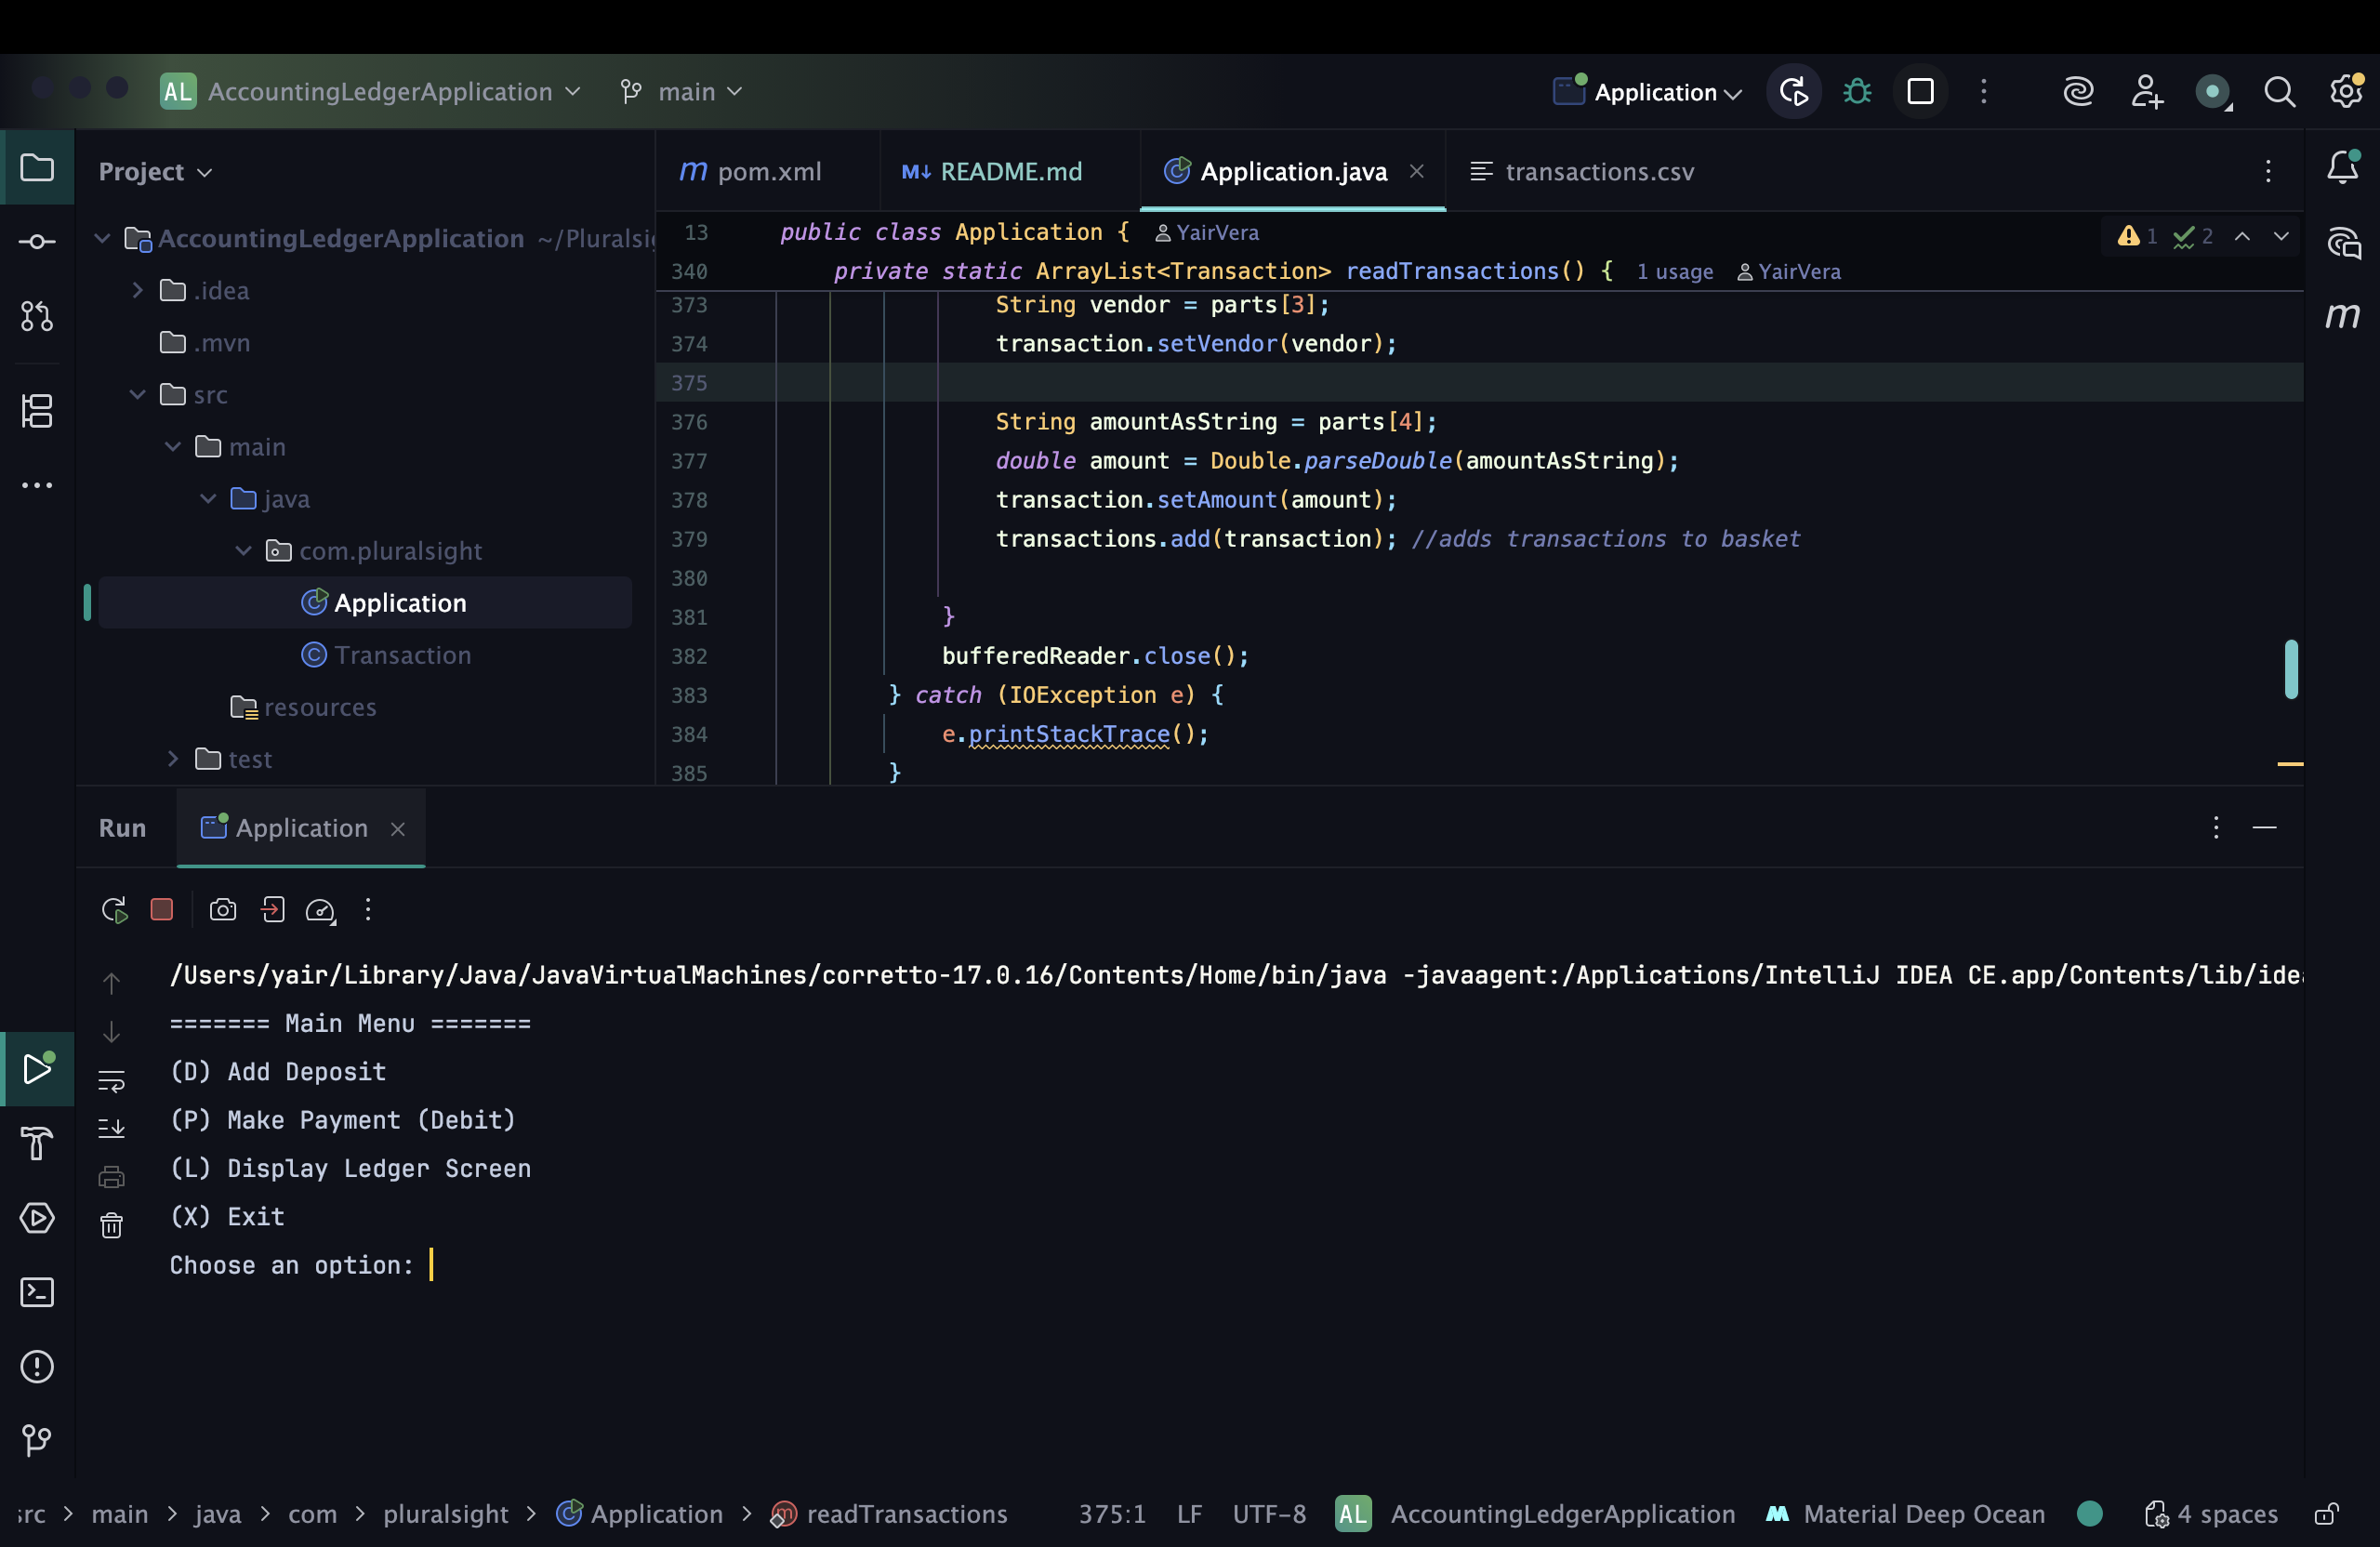 AL AccountingLedgerApplication main Application
Project
pom.xml README.md Application.java transactions.csv
AccountingLedgerApplication ~/Pluralsi
.idea
.mvn
src
main
java
com.pluralsight
Application
Transaction
resources
test
13 public class Application { YairVera
340 private static ArrayList<Transaction> readTransactions() { 1 usage YairVera
1 2
373 String vendor = parts[3];
374 transaction.setVendor(vendor);
375
376 String amountAsString = parts[4];
377 double amount = Double.parseDouble(amountAsString);
378 transaction.setAmount(amount);
379 transactions.add(transaction); //adds transactions to basket
380
381 }
382 bufferedReader.close();
383 } catch (IOException e) {
384 e.printStackTrace();
385 }
Run Application
/Users/yair/Library/Java/JavaVirtualMachines/corretto-17.0.16/Contents/Home/bin/java -javaagent:/Applications/IntelliJ IDEA CE.app/Contents/lib/ide
======= Main Menu =======
(D) Add Deposit
(P) Make Payment (Debit)
(L) Display Ledger Screen
(X) Exit
Choose an option:
src > main > java > com > pluralsight > Application > readTransactions 375:1 LF UTF-8 AL AccountingLedgerApplication Material Deep Ocean 4 spaces